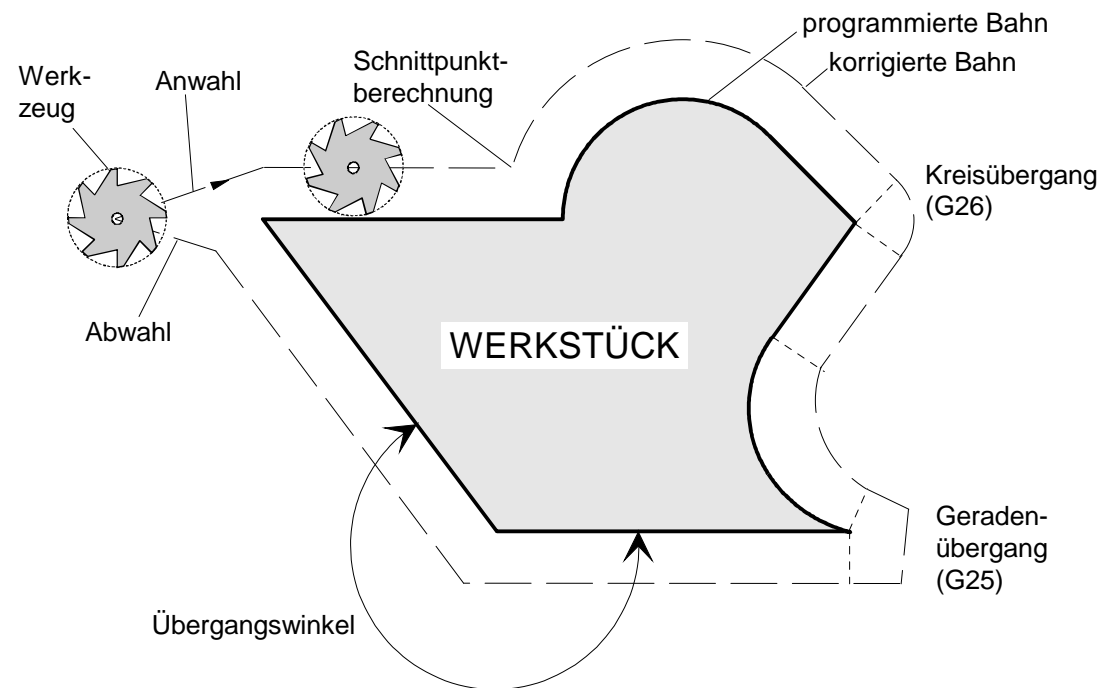 programmierte Bahn
korrigierte Bahn
Werk-
zeug
Anwahl
Schnittpunkt-
berechnung
Kreisübergang
(G26)
Abwahl
WERKSTÜCK
Geraden-
übergang
(G25)
Übergangswinkel